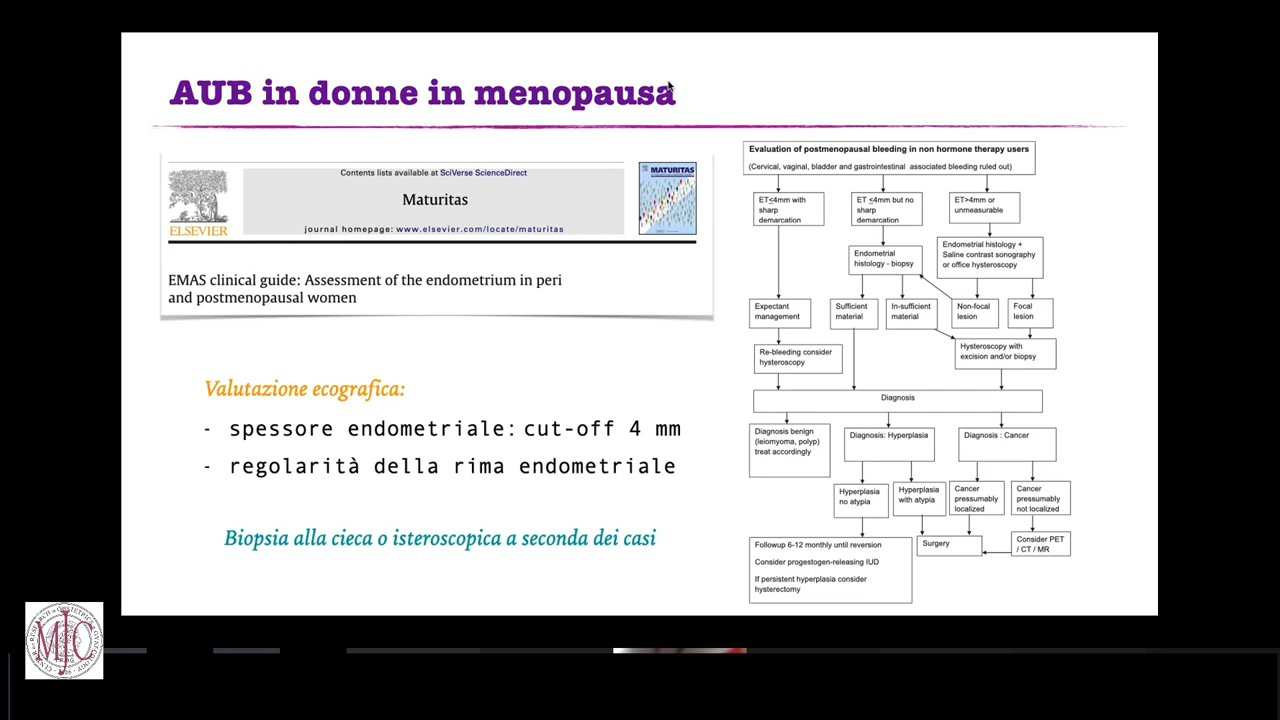 AUB in donne in menopausa
Contents lists available at SciVerse ScienceDirect
Maturitas
journal homepage: www.elsevier.com/locate/maturitas
ELSEVIER
MATURITAS
EMAS clinical guide: Assessment of the endometrium in peri
and postmenopausal women
Valutazione ecografica:
- spessore endometriale: cut-off 4 mm
- regolarità della rima endometriale
Biopsia alla cieca o isteroscopica a seconda dei casi
Evaluation of postmenopausal bleeding in non hormone therapy users
(Cervical, vaginal, bladder and gastrointestinal associated bleeding ruled out)
ET≤4mm with
sharp
demarcation
ET ≤4mm but no
sharp
demarcation
ET>4mm or
unmeasurable
Endometrial
histology - biopsy
Endometrial histology +
Saline contrast sonography
or office hysteroscopy
Expectant
management
Sufficient
material
In-sufficient
material
Non-focal
lesion
Focal
lesion
Re-bleeding consider
hysteroscopy
Hysteroscopy with
excision and/or biopsy
Diagnosis
Diagnosis benign
(leiomyoma, polyp)
treat accordingly
Diagnosis: Hyperplasia
Diagnosis : Cancer
Hyperplasia
no atypia
Hyperplasia
with atypia
Cancer
pressumably
localized
Cancer
pressumably
not localized
Followup 6-12 monthly until reversion
Consider progestogen-releasing IUD
If persistent hyperplasia consider
hysterectomy
Surgery
Consider PET
/ CT / MR
MJC